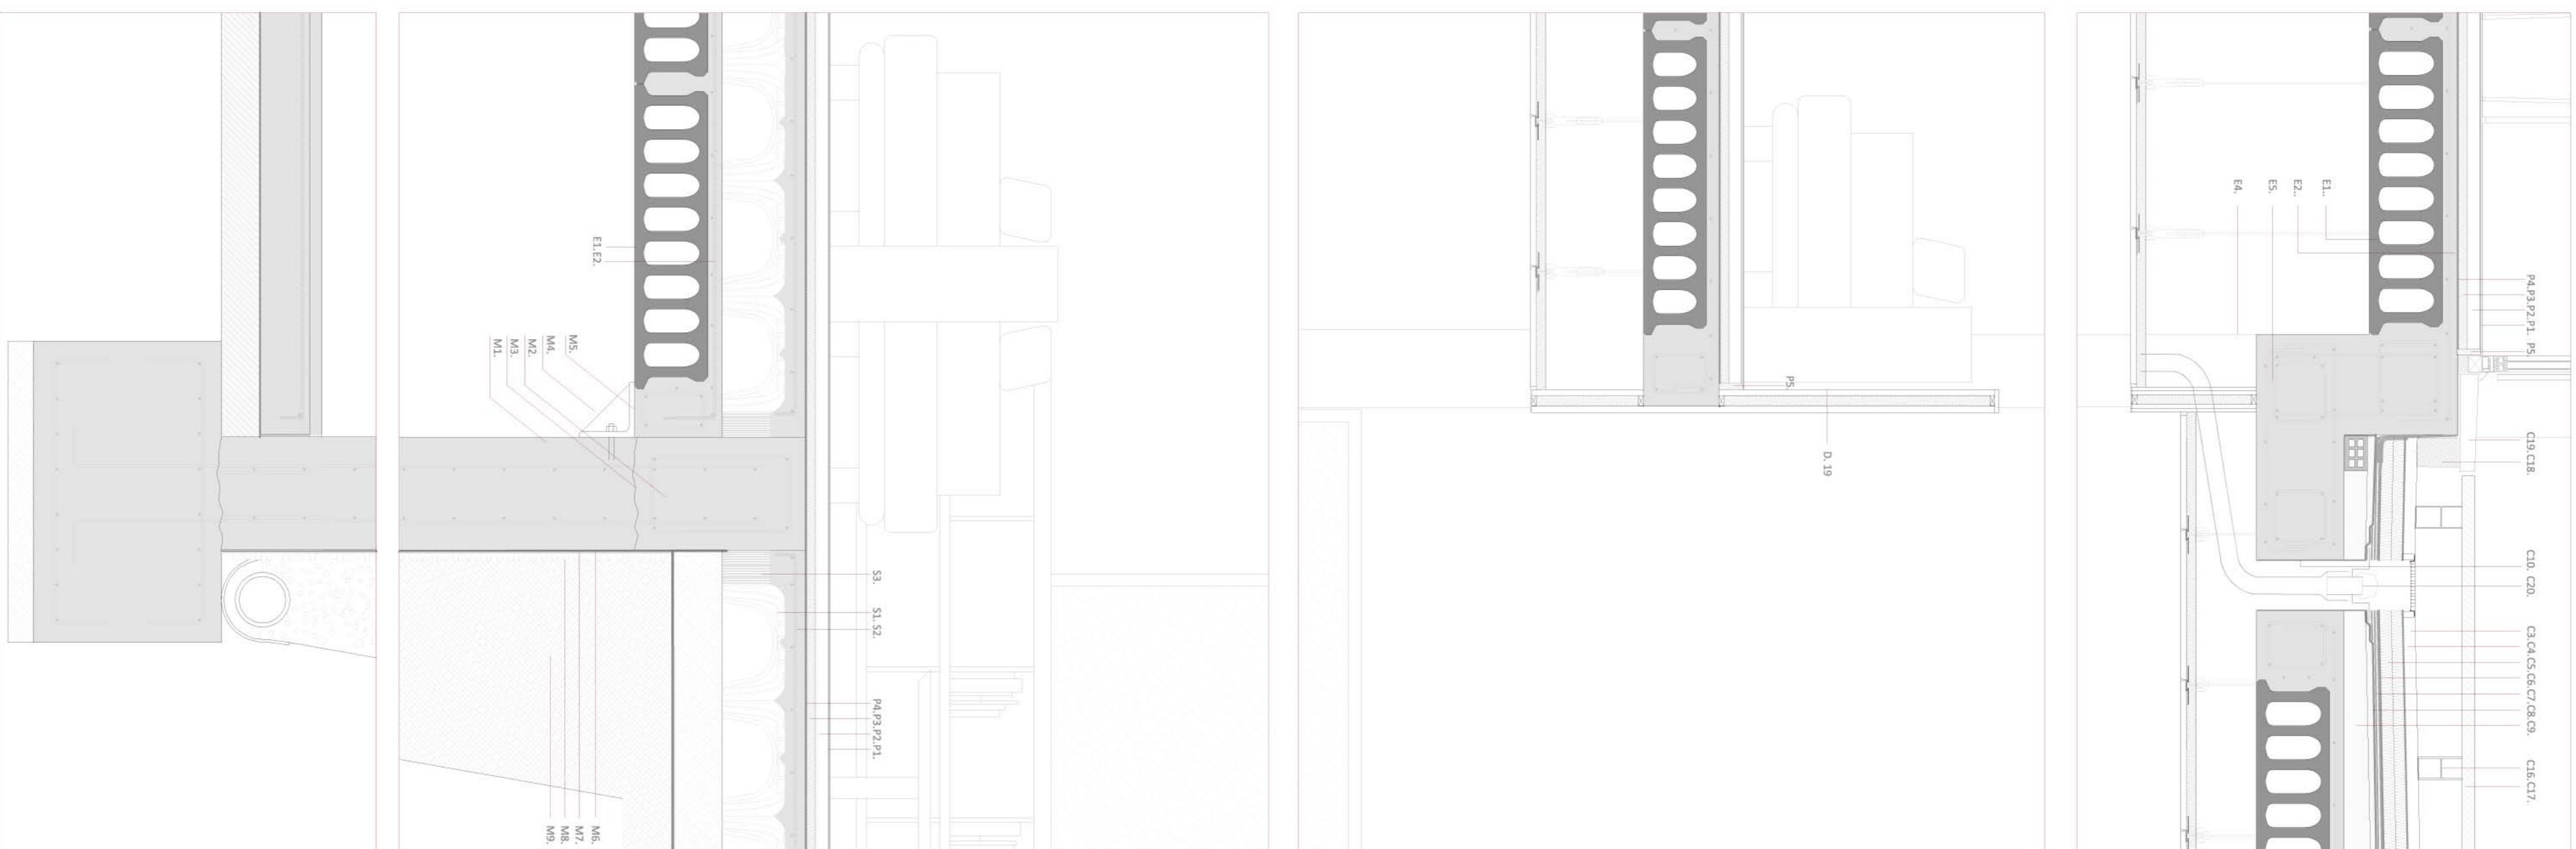 E1.E2.
M5.
M4.
M2.
M3.
M1.
S3.
S1. S2.
P4.P3.P2.P1.
M6.
M7.
M8.
M9.
P5.
D. 19
E1..
E2..
E5.
E4.
P4.P3.P2.P1. P5.
C19.C18.
C10. C20.
C3.C4.C5.C6.C7.C8.C9.
C16.C17.